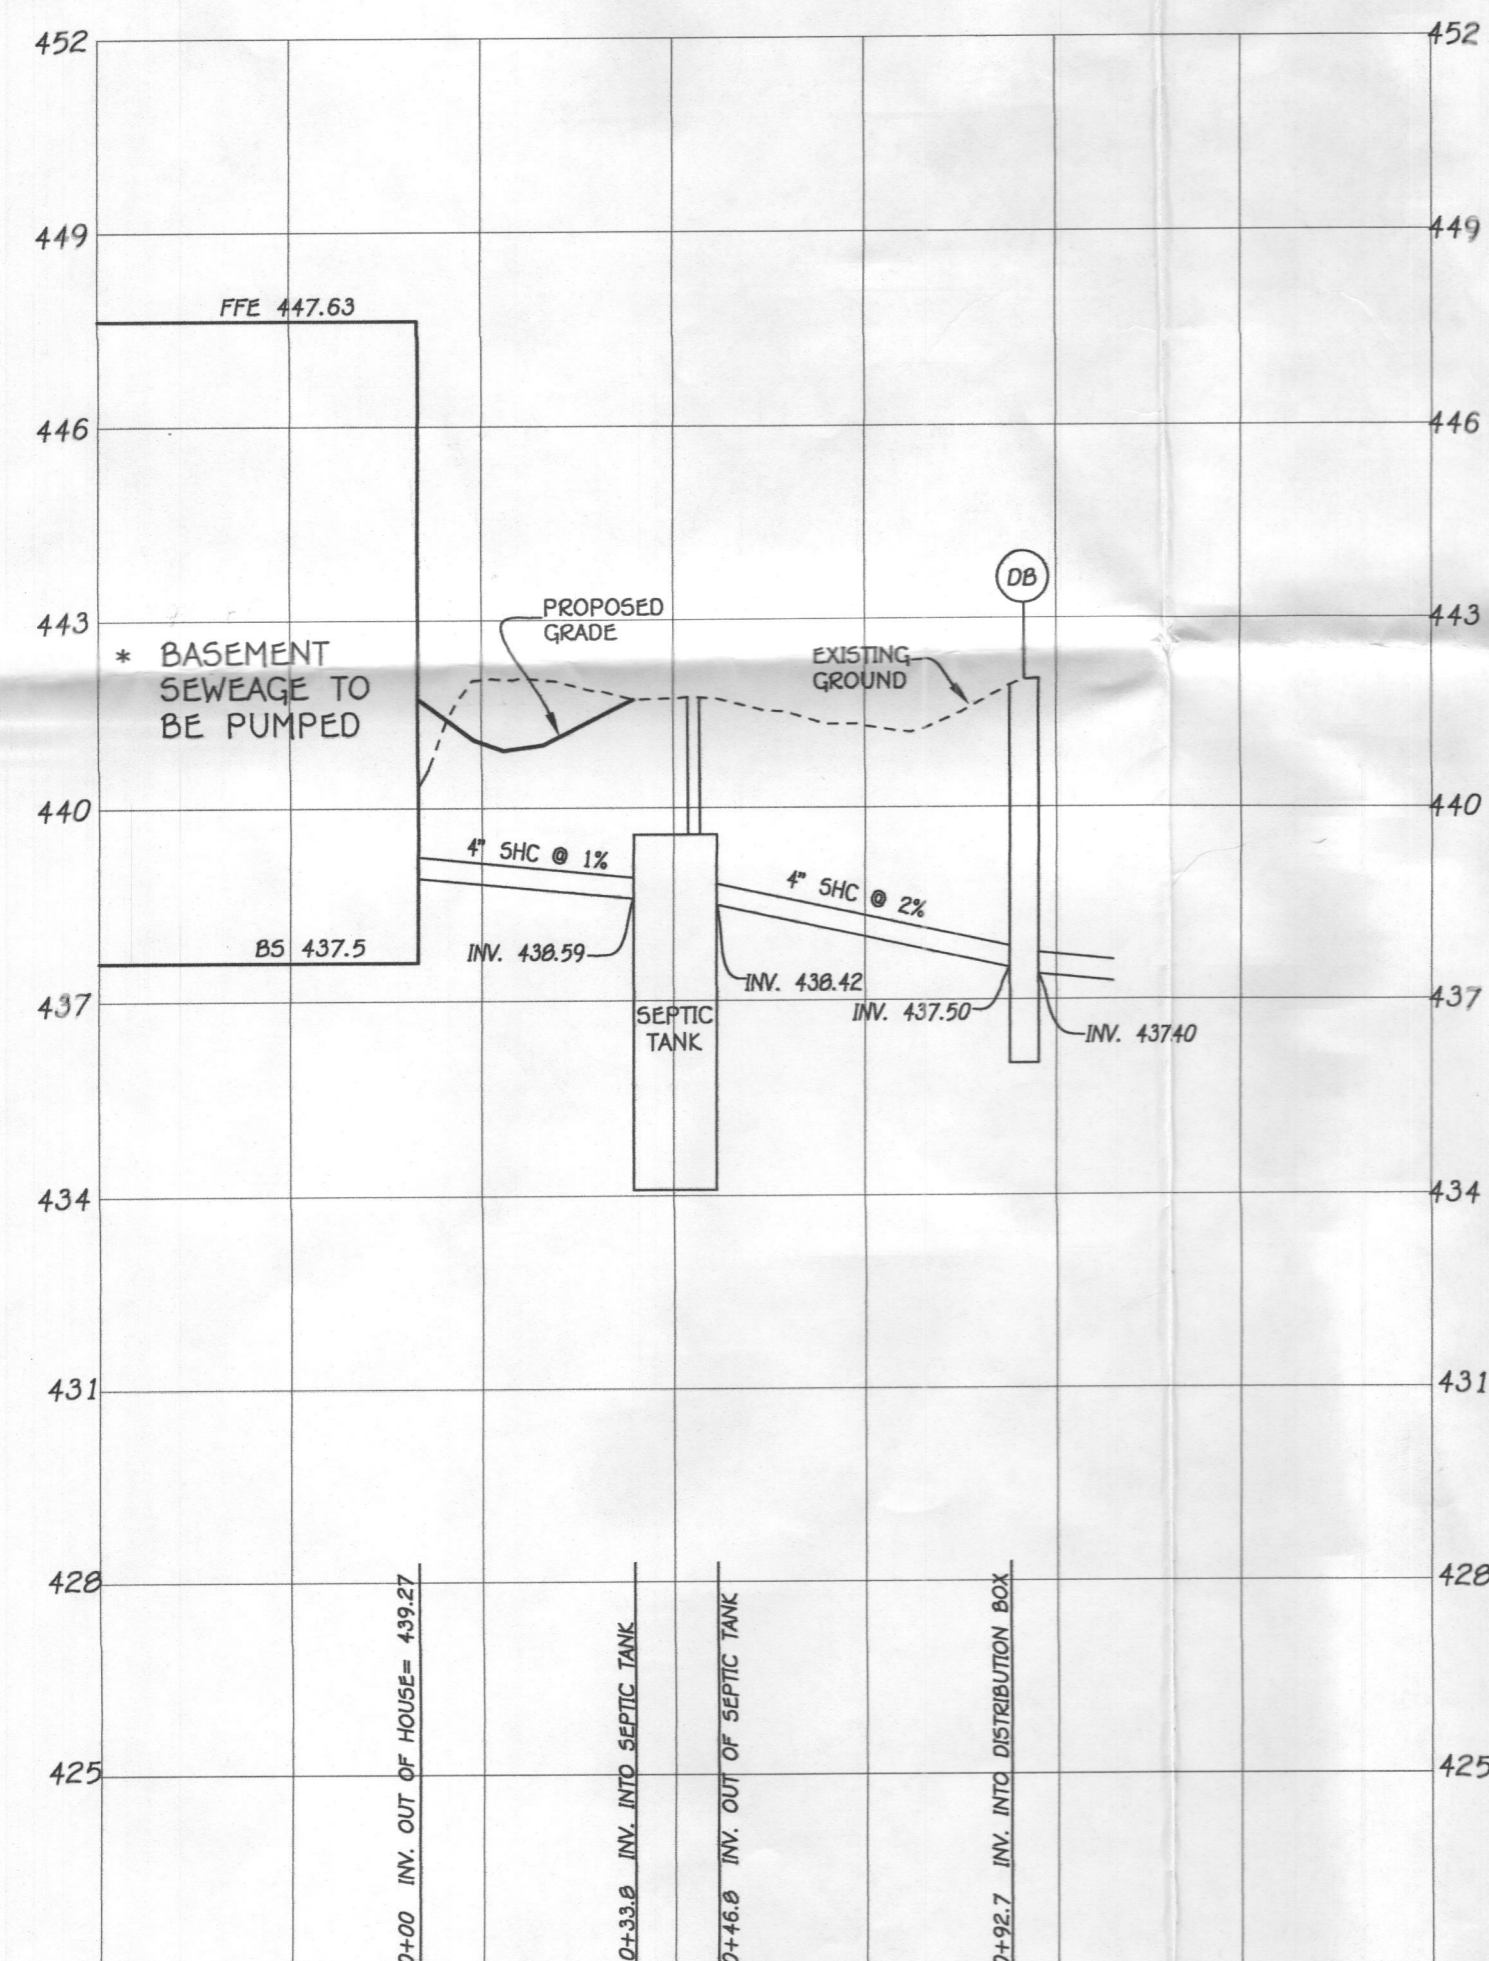 452 452
449 449
FFE 447.63
446 446
DB
443 443
PROPOSED
GRADE
* BASEMENT
SEWEAGE TO
BE PUMPED
EXISTING
GROUND
440 440
4" SHC @ 1%
4" SHC @ 2%
BS 437.5
INV. 438.59
INV. 438.42
437 437
INV. 437.50
SEPTIC
TANK
INV. 437.40
434 434
431 431
428 428
425 425
0+00 INV. OUT OF HOUSE= 439.27
0+33.8 INV. INTO SEPTIC TANK
0+46.8 INV. OUT OF SEPTIC TANK
0+92.7 INV. INTO DISTRIBUTION BOX